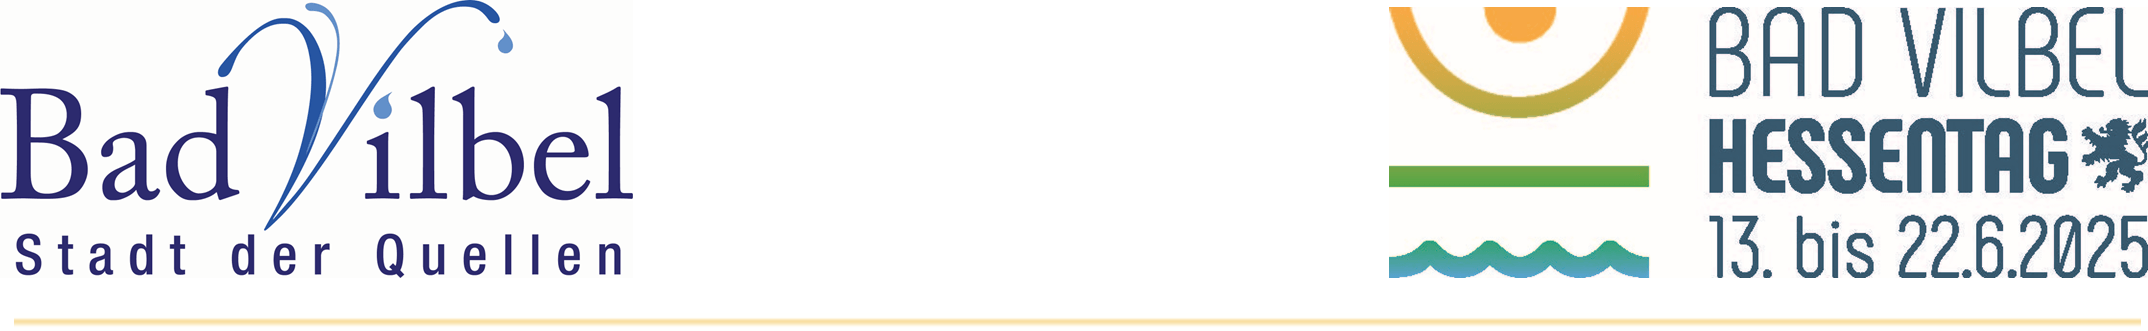 Bad Vilbel
Stadt der Quellen
BAD VILBEL
HESSENTAG
13. bis 22.6.2025